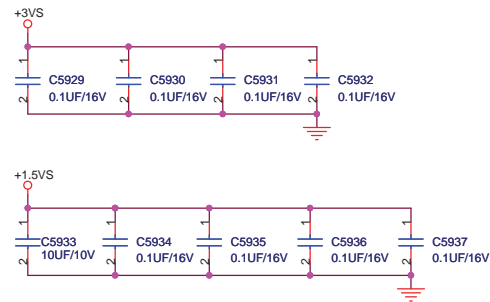 +3VS
1 1 1 1
C5929 C5930 C5931 C5932
0.1UF/16V 0.1UF/16V 0.1UF/16V 0.1UF/16V
2 2 2 2
+1.5VS
1 1 1 1 1
C5933 C5934 C5935 C5936 C5937
10UF/10V 0.1UF/16V 0.1UF/16V 0.1UF/16V 0.1UF/16V
2 2 2 2 2